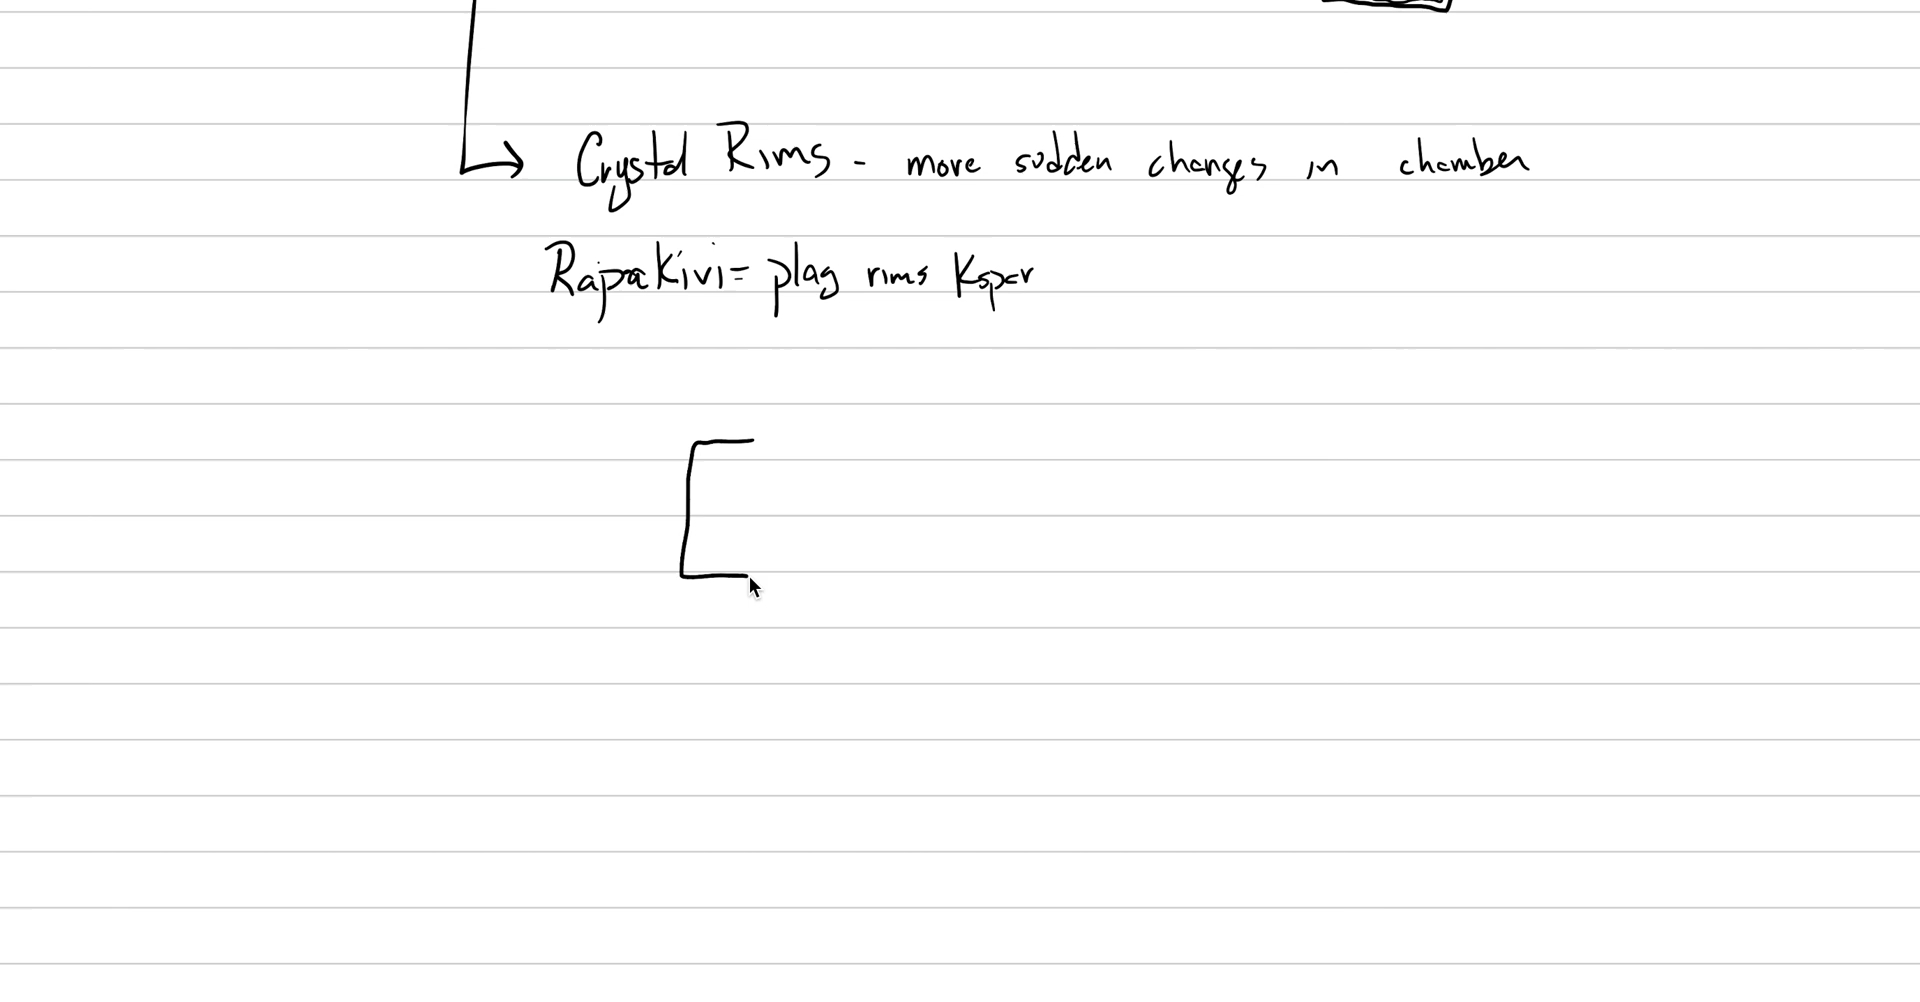 Crystal Rims - more sudden changes in chamber
Rapakivi = plag rims Kspar